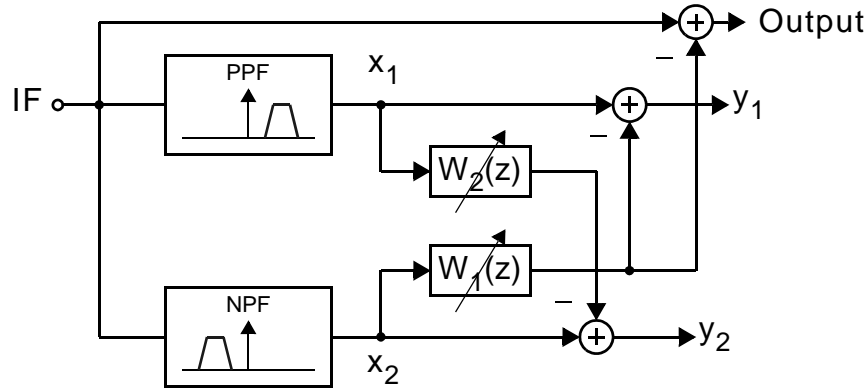 Output
−
PPF
x1
IF
+
y1
−
W2(z)
W1(z)
NPF
−
x2
+
y2